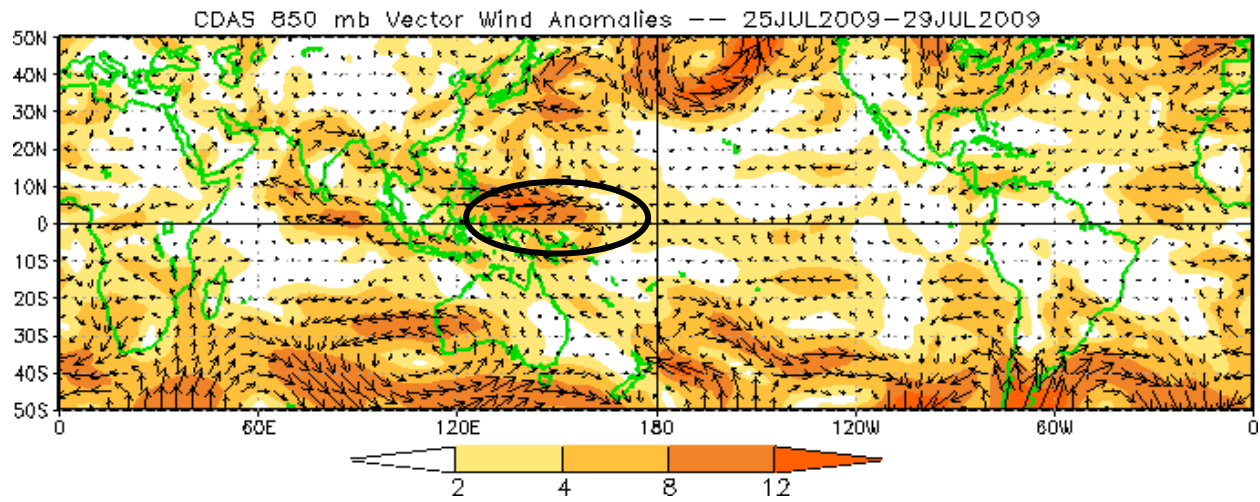 CDAS 850 mb Vector Wind Anomalies -- 25JUL2009-29JUL2009
50N
40N
30N
20N
10N
0
10S
20S
30S
40S
50S
0 60E 120E 180 120W 60W 0
2 4 8 12